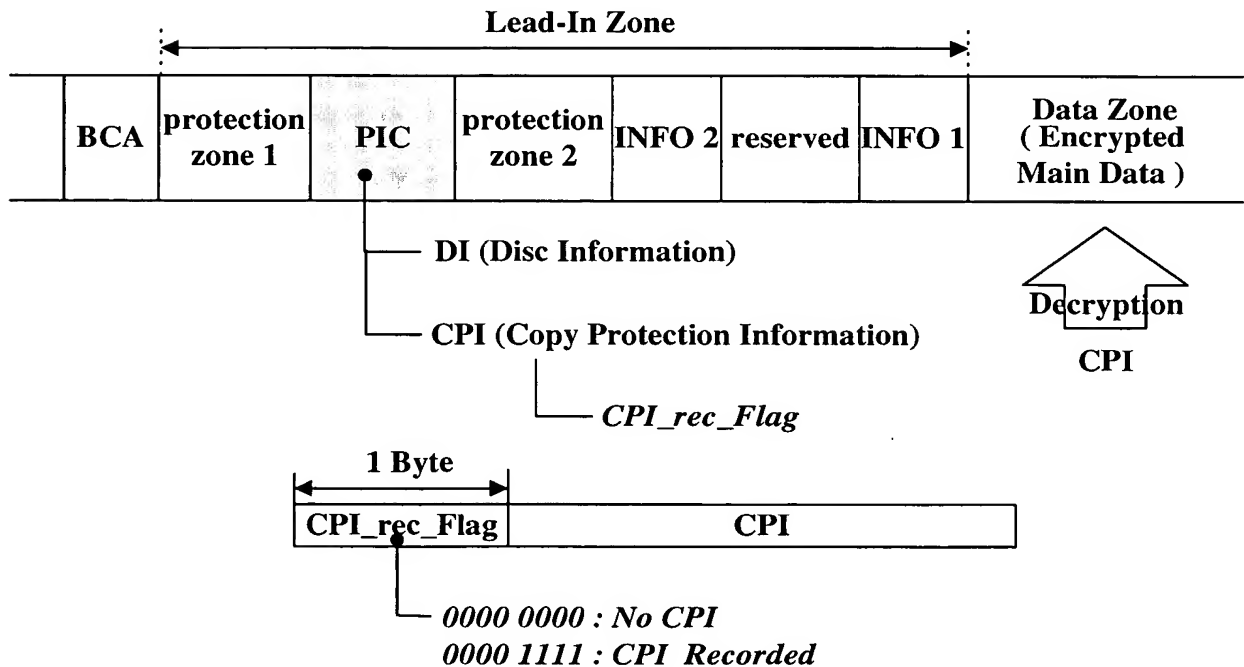 Lead-In Zone
BCA
protection
zone 1
PIC
protection
zone 2
INFO 2
reserved
INFO 1
Data Zone
( Encrypted
Main Data )
DI (Disc Information)
CPI (Copy Protection Information)
CPI_rec_Flag
Decryption
CPI
1 Byte
CPI_rec_Flag
CPI
0000 0000 : No CPI
0000 1111 : CPI Recorded